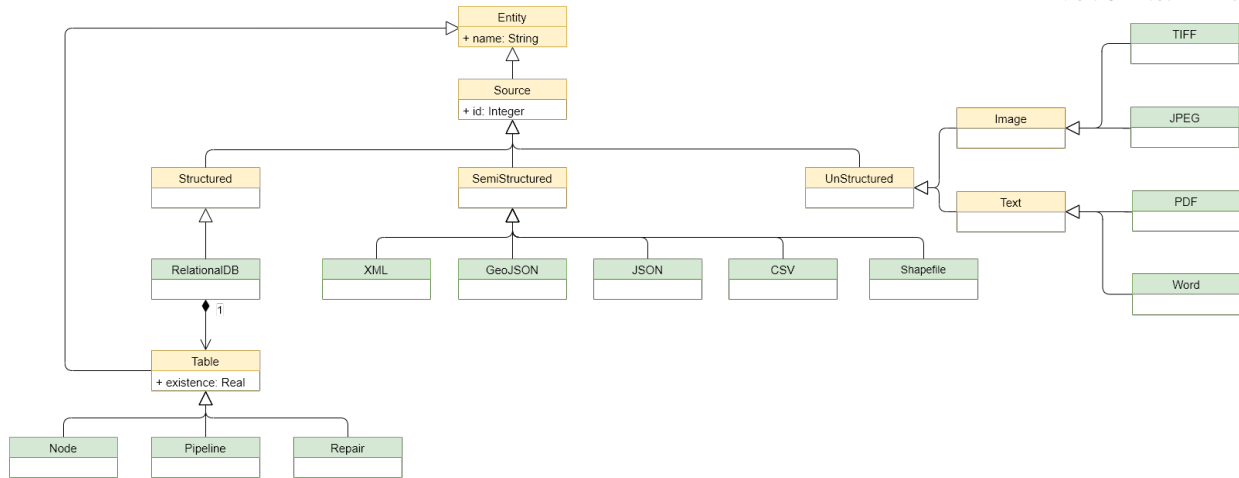 Entity
+ name: String
TIFF
Source
+ id: Integer
Image
JPEG
Structured
SemiStructured
UnStructured
Text
PDF
RelationalDB
XML
GeoJSON
JSON
CSV
Shapefile
Word
1
Table
+ existence: Real
Node
Pipeline
Repair